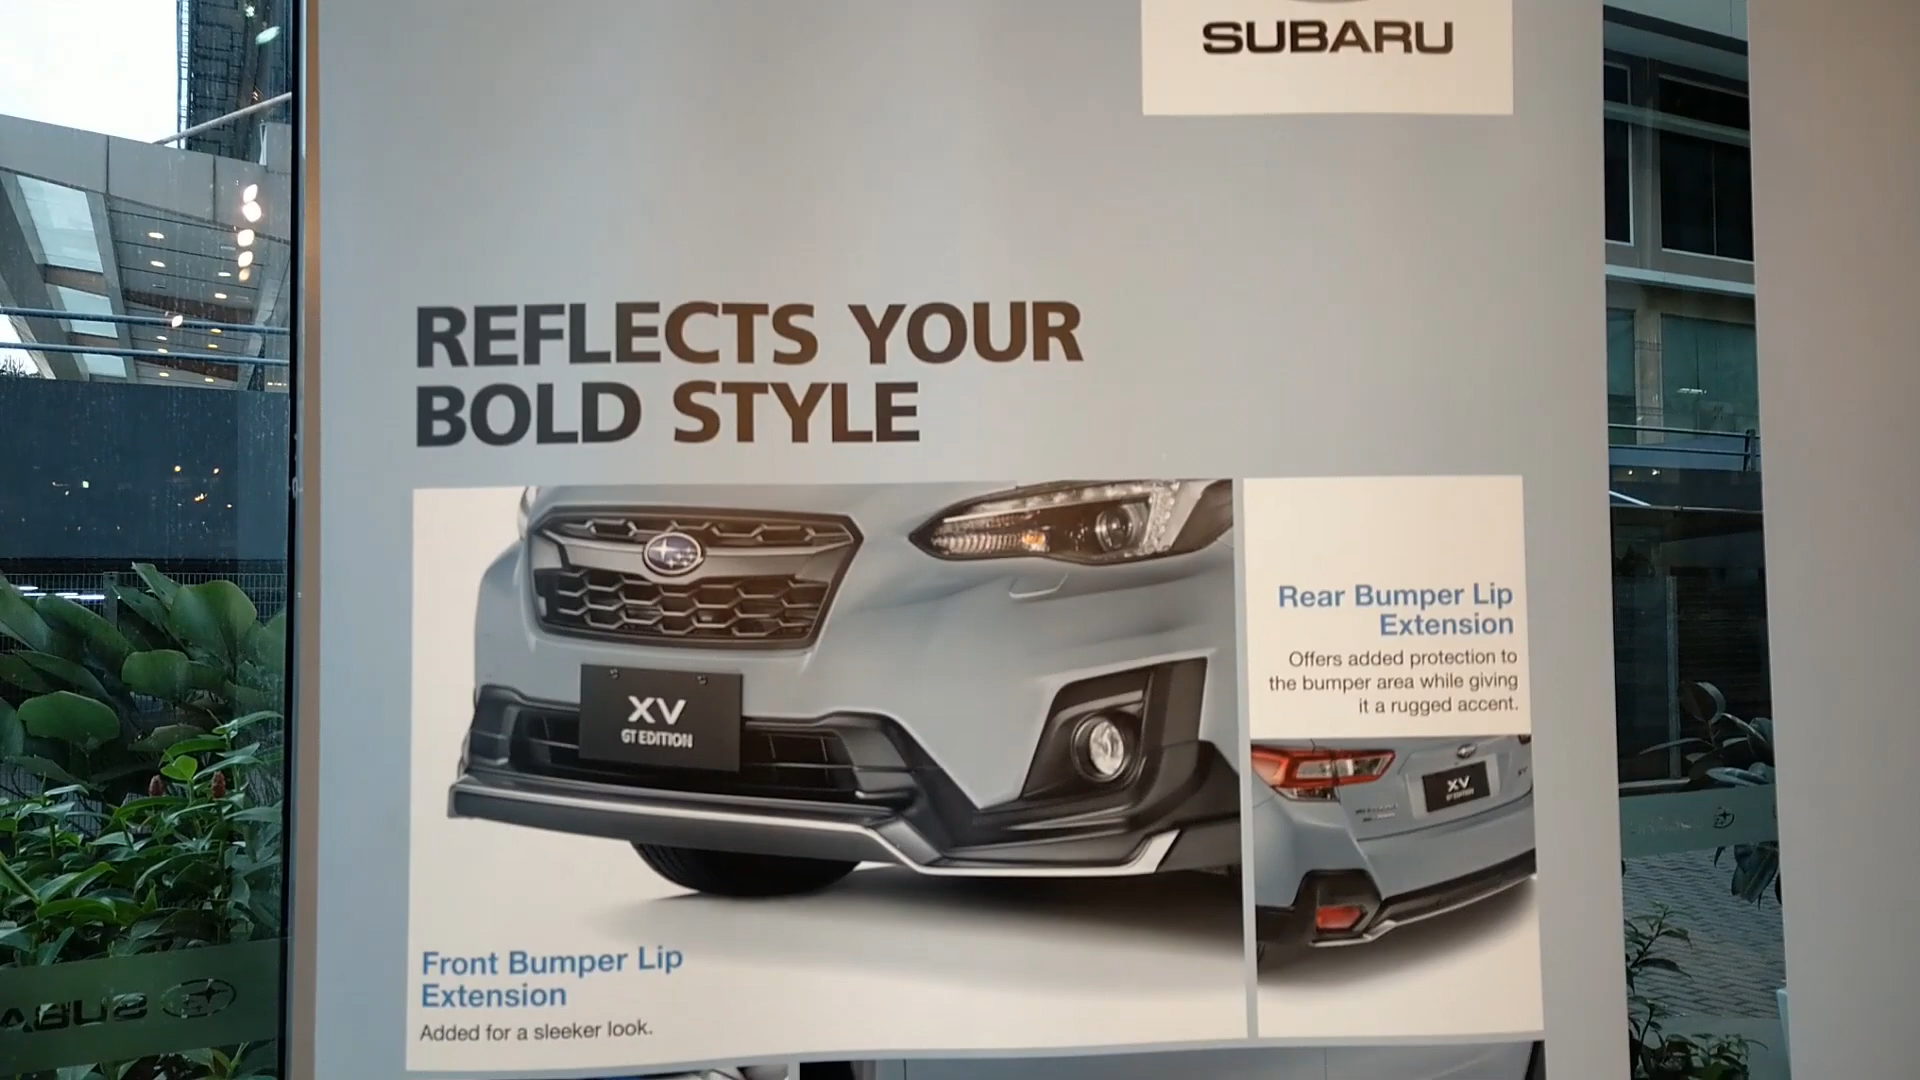 SUBARU
REFLECTS YOUR
BOLD STYLE
XV
GT EDITION
Rear Bumper Lip
Extension
Offers added protection to
the bumper area while giving
it a rugged accent.
XV
GT EDITION
Front Bumper Lip
Extension
Added for a sleeker look.